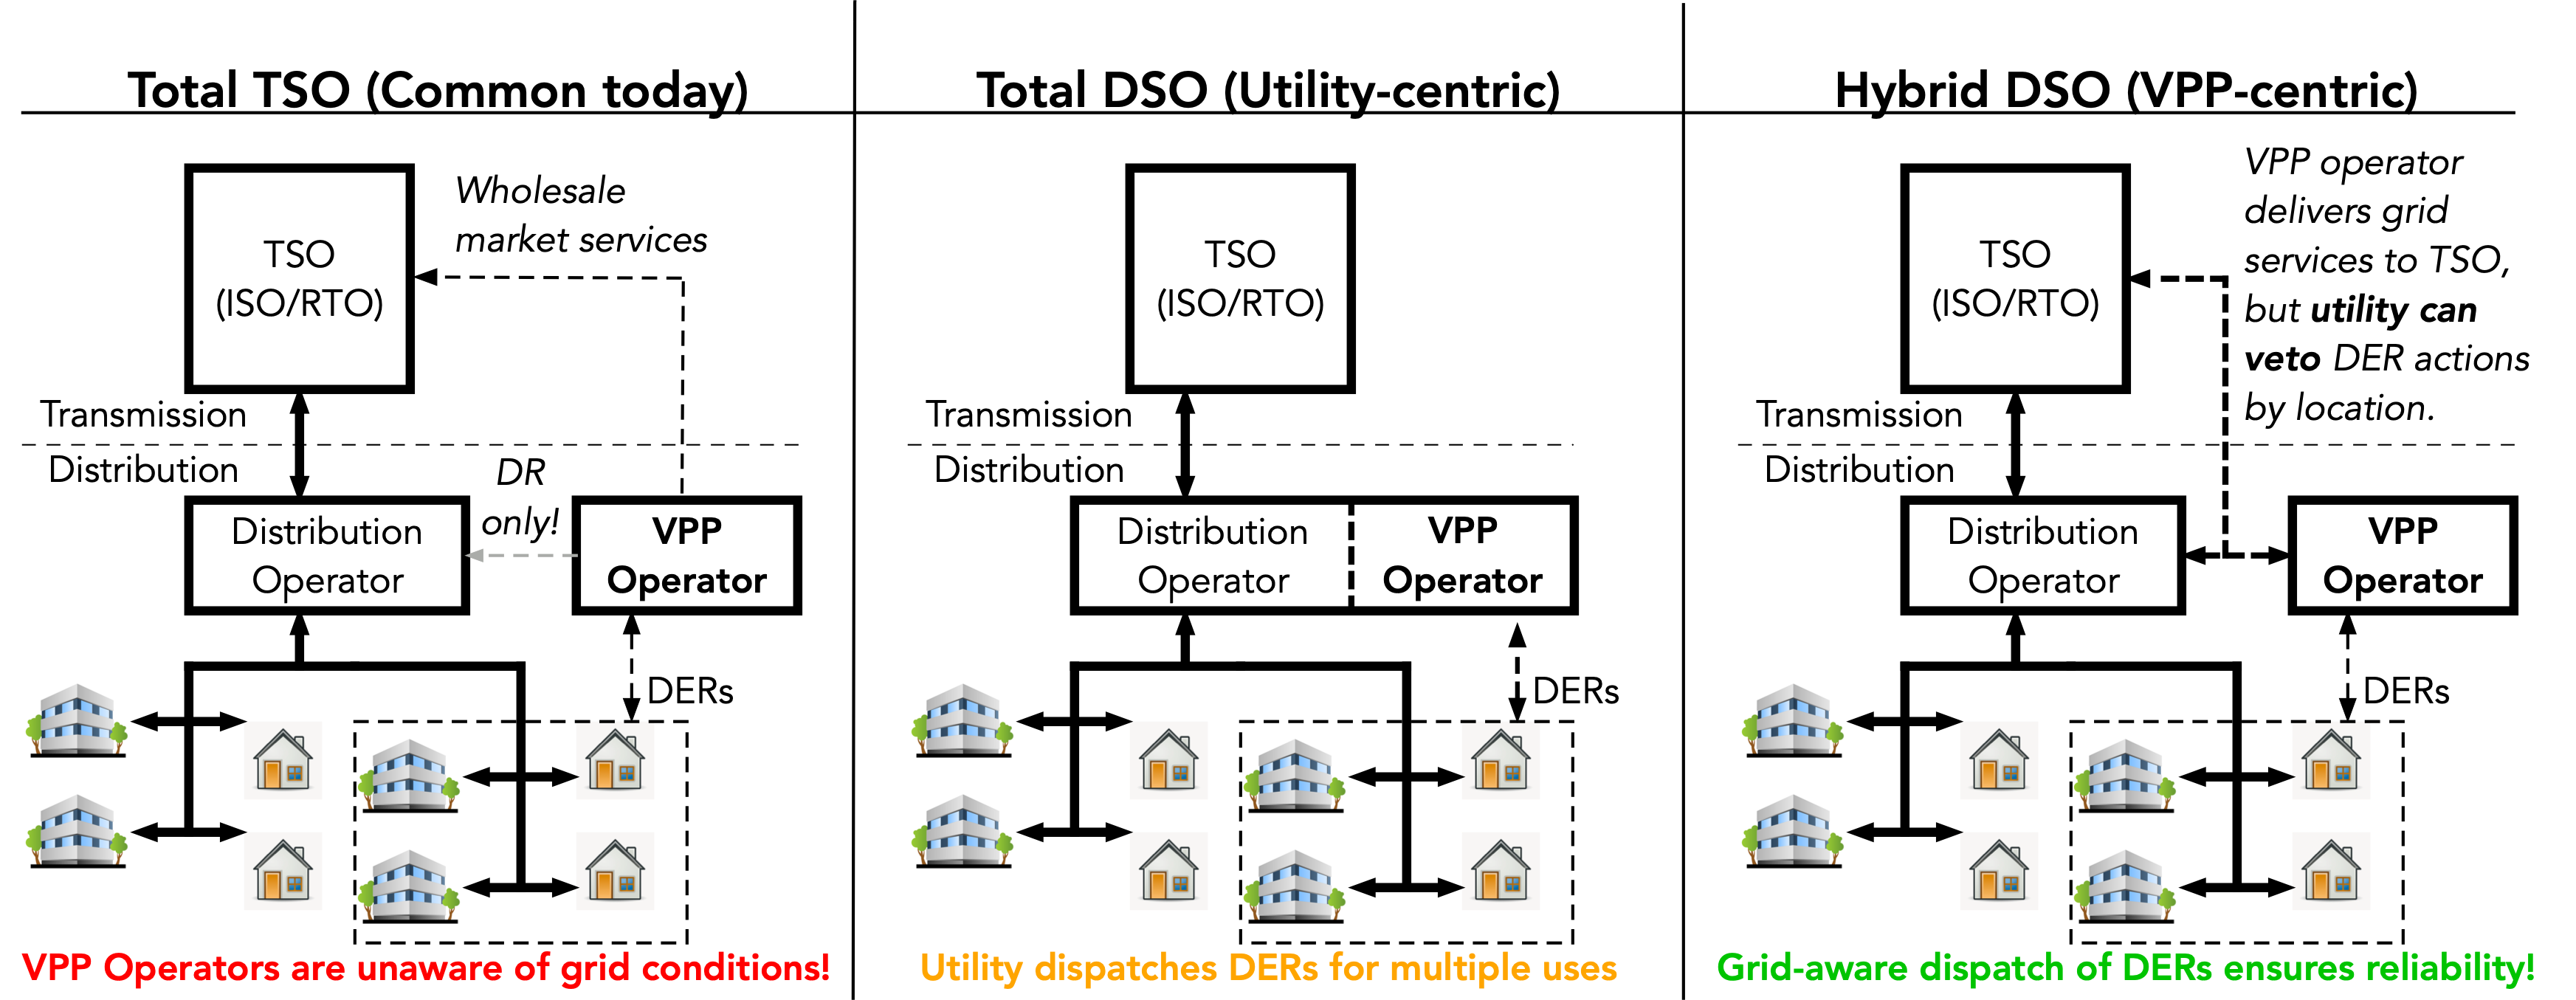 Total TSO (Common today)
TSO
(ISO/RTO)
Wholesale
market services
Transmission
Distribution
DR
only!
Distribution
Operator
VPP
Operator
DERs
VPP Operators are unaware of grid conditions!
Total DSO (Utility-centric)
TSO
(ISO/RTO)
Transmission
Distribution
Distribution
Operator
VPP
Operator
DERs
Utility dispatches DERs for multiple uses
Hybrid DSO (VPP-centric)
TSO
(ISO/RTO)
VPP operator
delivers grid
services to TSO,
but utility can
veto DER actions
by location.
Transmission
Distribution
Distribution
Operator
VPP
Operator
DERs
Grid-aware dispatch of DERs ensures reliability!